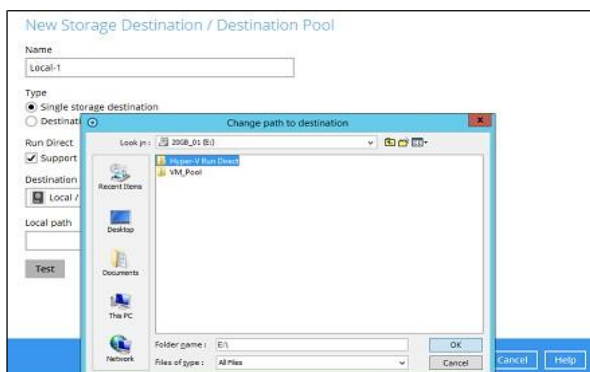 New Storage Destination / Destination Pool
Name
Local-1
Type
Single storage destination
Destinati
Run Direct
Support
Destination
Local /
Local path
Test
Change path to destination
Look in : 20GB_01 (E:)
Hyper-V Run Direct
VM_Pool
Recent Items
Desktop
Documents
This PC
Network
Folder name : E:\
OK
Files of type : All Files
Cancel
Cancel Help